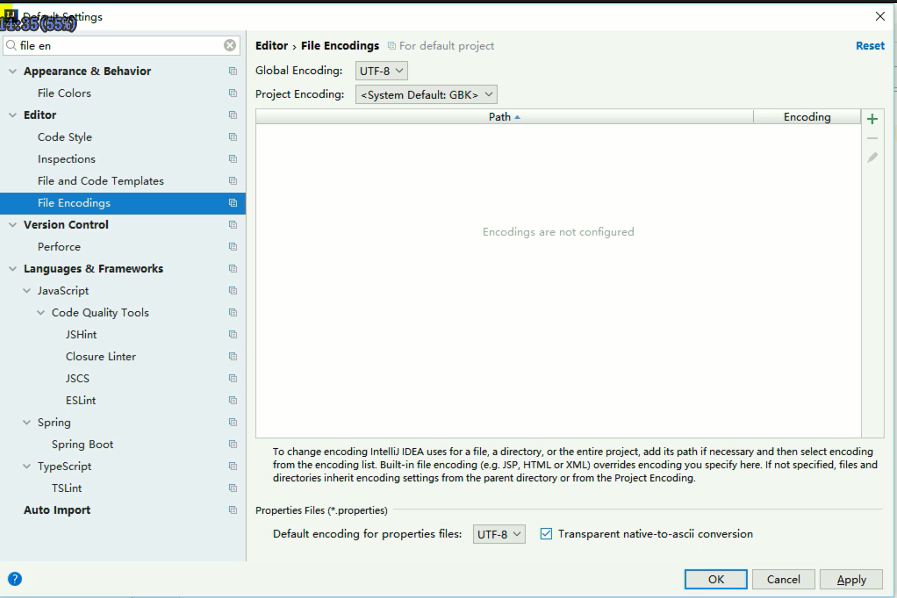 Default Settings
14:35(55%)
file en
Appearance & Behavior
File Colors
Editor
Code Style
Inspections
File and Code Templates
File Encodings
Version Control
Perforce
Languages & Frameworks
JavaScript
Code Quality Tools
JSHint
Closure Linter
JSCS
ESLint
Spring
Spring Boot
TypeScript
TSLint
Auto Import
Editor › File Encodings For default project Reset
Global Encoding: UTF-8
Project Encoding: <System Default: GBK>
Path Encoding
Encodings are not configured
To change encoding IntelliJ IDEA uses for a file, a directory, or the entire project, add its path if necessary and then select encoding
from the encoding list. Built-in file encoding (e.g. JSP, HTML or XML) overrides encoding you specify here. If not specified, files and
directories inherit encoding settings from the parent directory or from the Project Encoding.
Properties Files (*.properties)
Default encoding for properties files: UTF-8 Transparent native-to-ascii conversion
? OK Cancel Apply